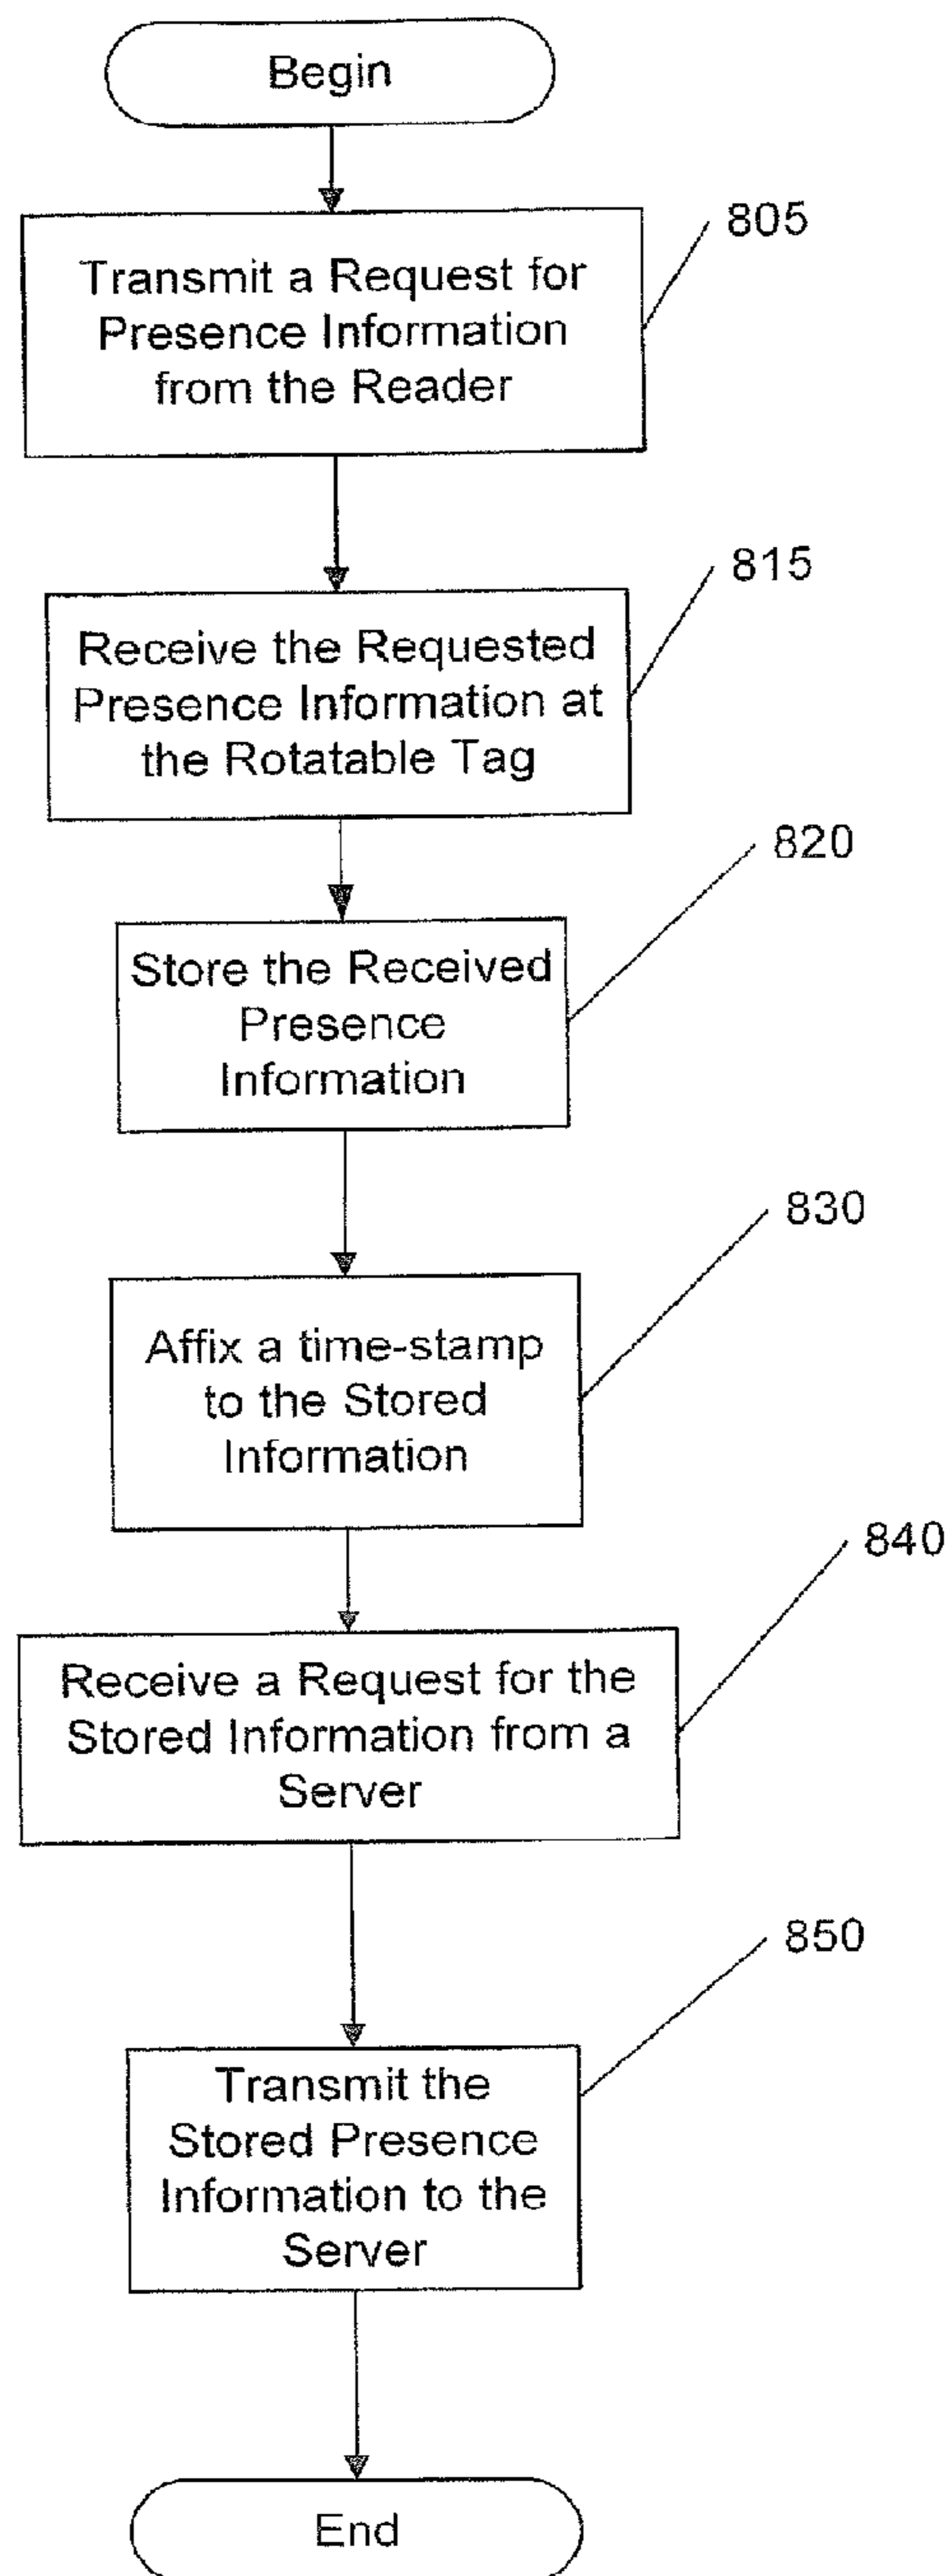 Begin
805
Transmit a Request for
Presence Information
from the Reader
815
Receive the Requested
Presence Information at
the Rotatable Tag
820
Store the Received
Presence
Information
830
Affix a time-stamp
to the Stored
Information
840
Receive a Request for the
Stored Information from a
Server
850
Transmit the
Stored Presence
Information to the
Server
End